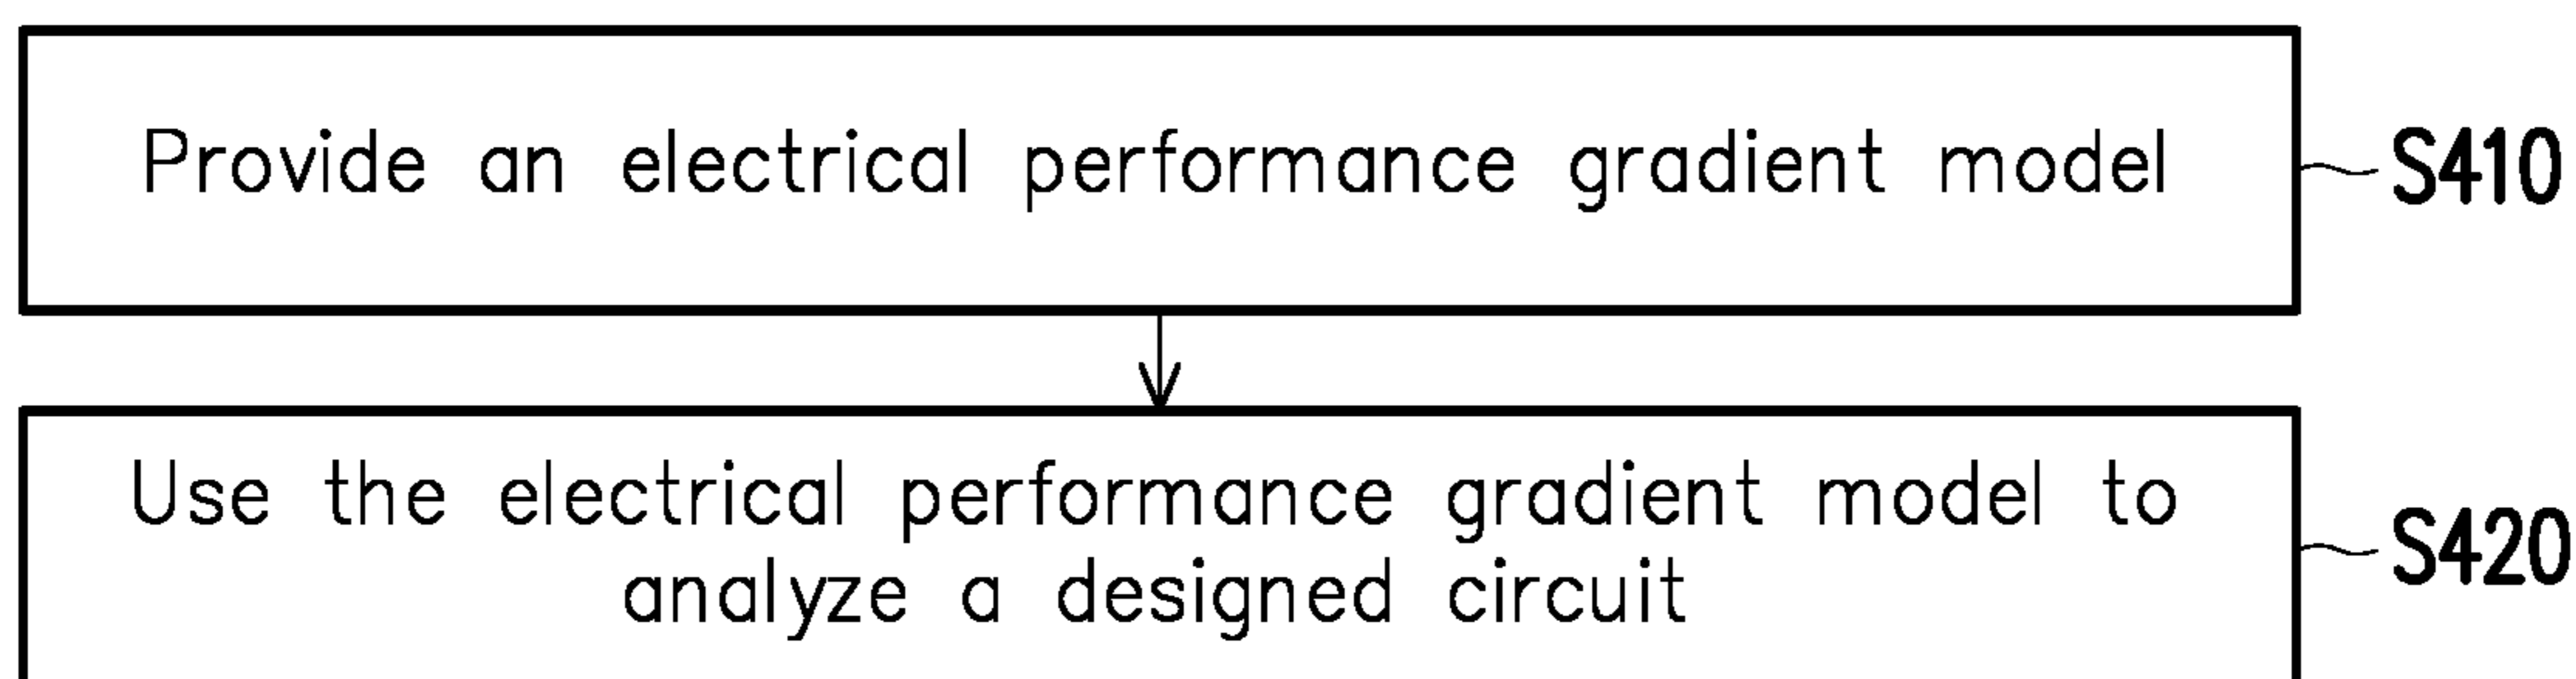 Provide an electrical performance gradient model
S410
Use the electrical performance gradient model to
analyze a designed circuit
S420